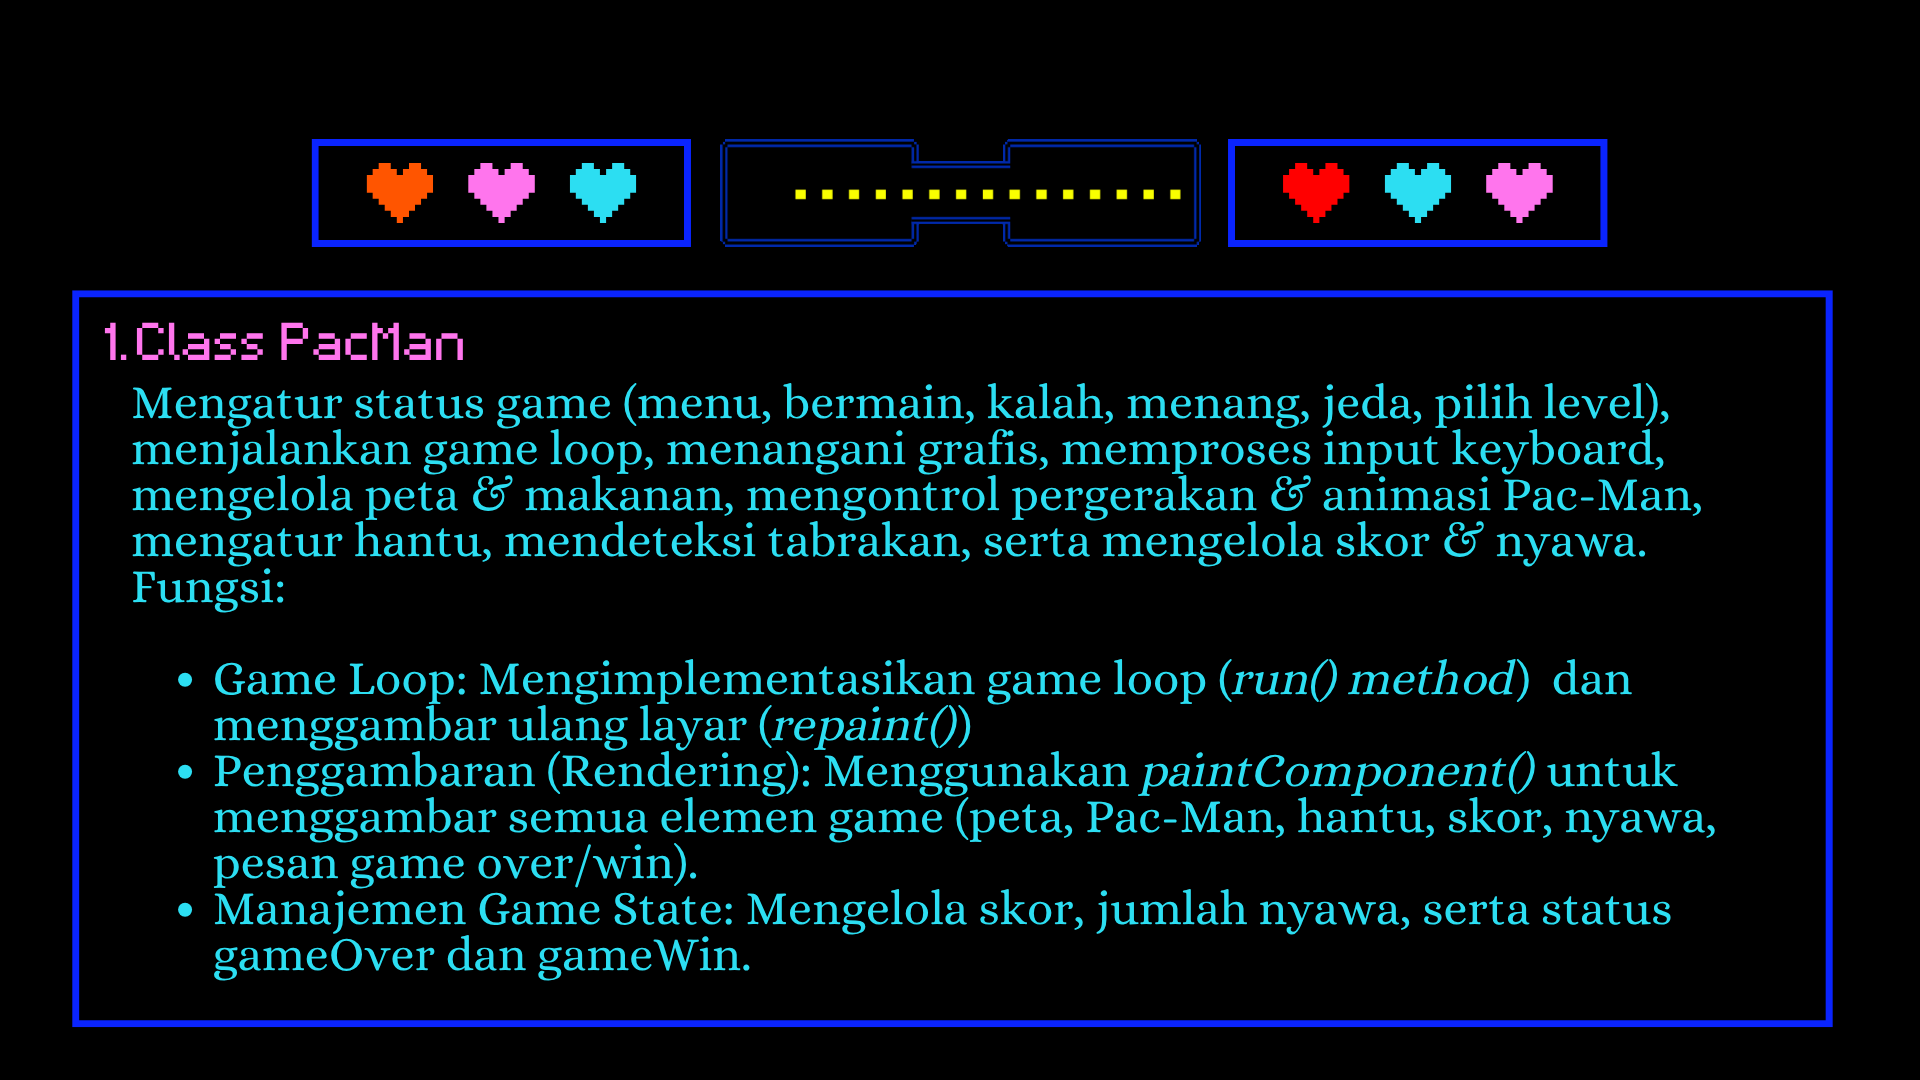 1.Class PacMan
Mengatur status game (menu, bermain, kalah, menang, jeda, pilih level),
menjalankan game loop, menangani grafis, memproses input keyboard,
mengelola peta & makanan, mengontrol pergerakan & animasi Pac-Man,
mengatur hantu, mendeteksi tabrakan, serta mengelola skor & nyawa.
Fungsi:
• Game Loop: Mengimplementasikan game loop (run() method)  dan
menggambar ulang layar (repaint())
• Penggambaran (Rendering): Menggunakan paintComponent() untuk
menggambar semua elemen game (peta, Pac-Man, hantu, skor, nyawa,
pesan game over/win).
• Manajemen Game State: Mengelola skor, jumlah nyawa, serta status
gameOver dan gameWin.